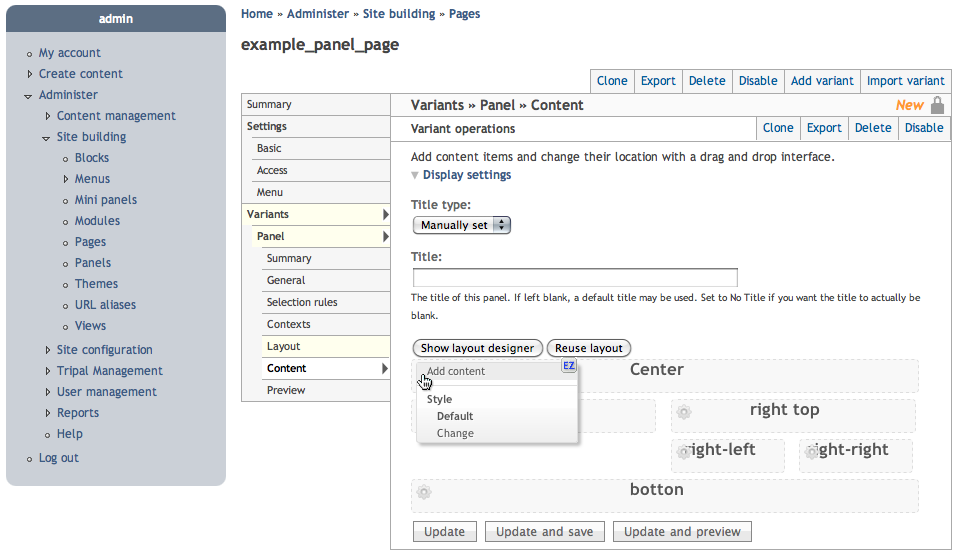 admin
My account
Create content
Administer
Content management
Site building
Blocks
Menus
Mini panels
Modules
Pages
Panels
Themes
URL aliases
Views
Site configuration
Tripal Management
User management
Reports
Help
Log out
Home » Administer » Site building » Pages
example_panel_page
Clone Export Delete Disable Add variant Import variant
Summary
Settings
Basic
Access
Menu
Variants
Panel
Summary
General
Selection rules
Contexts
Layout
Content
Preview
Variants » Panel » Content New
Variant operations Clone Export Delete Disable
Add content items and change their location with a drag and drop interface.
Display settings
Title type:
Manually set
Title:
The title of this panel. If left blank, a default title may be used. Set to No Title if you want the title to actually be
blank.
Show layout designer Reuse layout
Add content EZ
Style
Default
Change
Center
right top
right-left right-right
botton
Update Update and save Update and preview